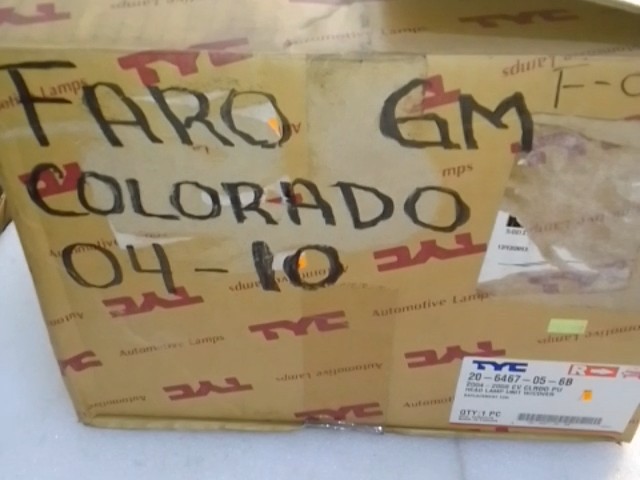 FARO GM
COLORADO
04-10
F-
TYC
Automotive Lamps
TYC
20-6467-05-6B
2004 - 2008 CV CLRDO PU
HEAD LAMP UNIT W/COVER
QTY:1 PC
R